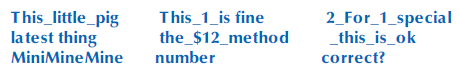 This_little_pig This_1_is fine 2_For_1_special
latest thing the_$12_method _this_is_ok
MiniMineMine number correct?